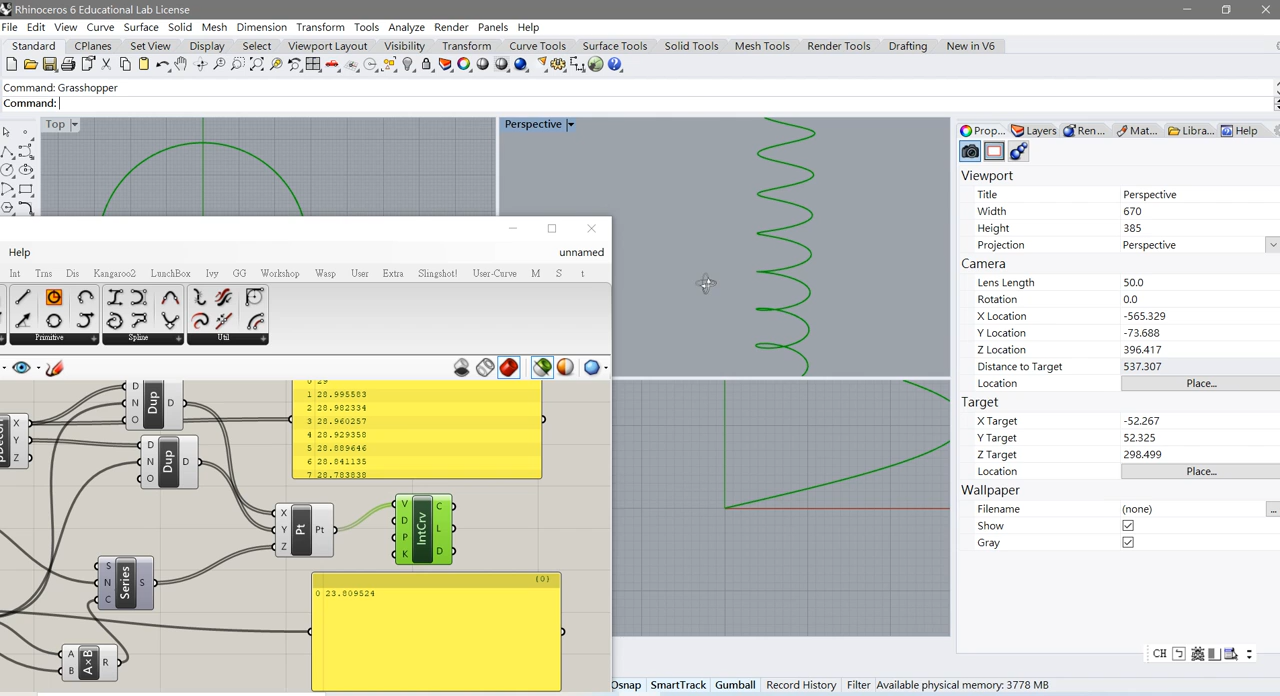 Rhinoceros 6 Educational Lab License
File Edit View Curve Surface Solid Mesh Dimension Transform Tools Analyze Render Panels Help
Standard CPlanes Set View Display Select Viewport Layout Visibility Transform Curve Tools Surface Tools Solid Tools Mesh Tools Render Tools Drafting New in V6
Command: Grasshopper
Command:
Top
Perspective
Prop... Layers Ren... Mat... Libra... Help
Viewport
Title Perspective
Width 670
Height 385
Projection Perspective
Camera
Lens Length 50.0
Rotation 0.0
X Location -565.329
Y Location -73.688
Z Location 396.417
Distance to Target 537.307
Location Place...
Target
X Target -52.267
Y Target 52.325
Z Target 298.499
Location Place...
Wallpaper
Filename (none) ...
Show
Gray
Help unnamed
Int Trns Dis Kangaroo2 LunchBox Ivy GG Workshop Wasp User Extra Slingshot! User-Curve M S t
Primitive Spline Util
X
Y
Z
D
N
O
Dup
D
D
N
O
Dup
D
0 29
1 28.995583
2 28.982334
3 28.960257
4 28.929358
5 28.889646
6 28.841135
7 28.783838
X
Y
Z
Pt
Pt
V
D
P
K
IntCrv
C
L
D
S
N
C
Series
S
{0}
0 23.809524
A
B
A×B
R
CH
Osnap SmartTrack Gumball Record History Filter Available physical memory: 3778 MB